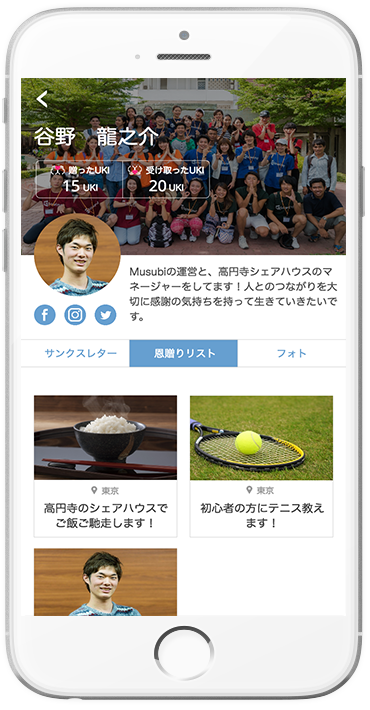 谷野 龍之介
贈ったUKI
15 UKI
受け取ったUKI
20 UKI
Musubiの運営と、高円寺シェアハウスのマ
ネージャーをしてます！人とのつながりを大
切に感謝の気持ちを持って生きていきたいで
す。
サンクスレター
恩贈りリスト
フォト
東京
高円寺のシェアハウスで
ご飯ご馳走します！
東京
初心者の方にテニス教え
ます！